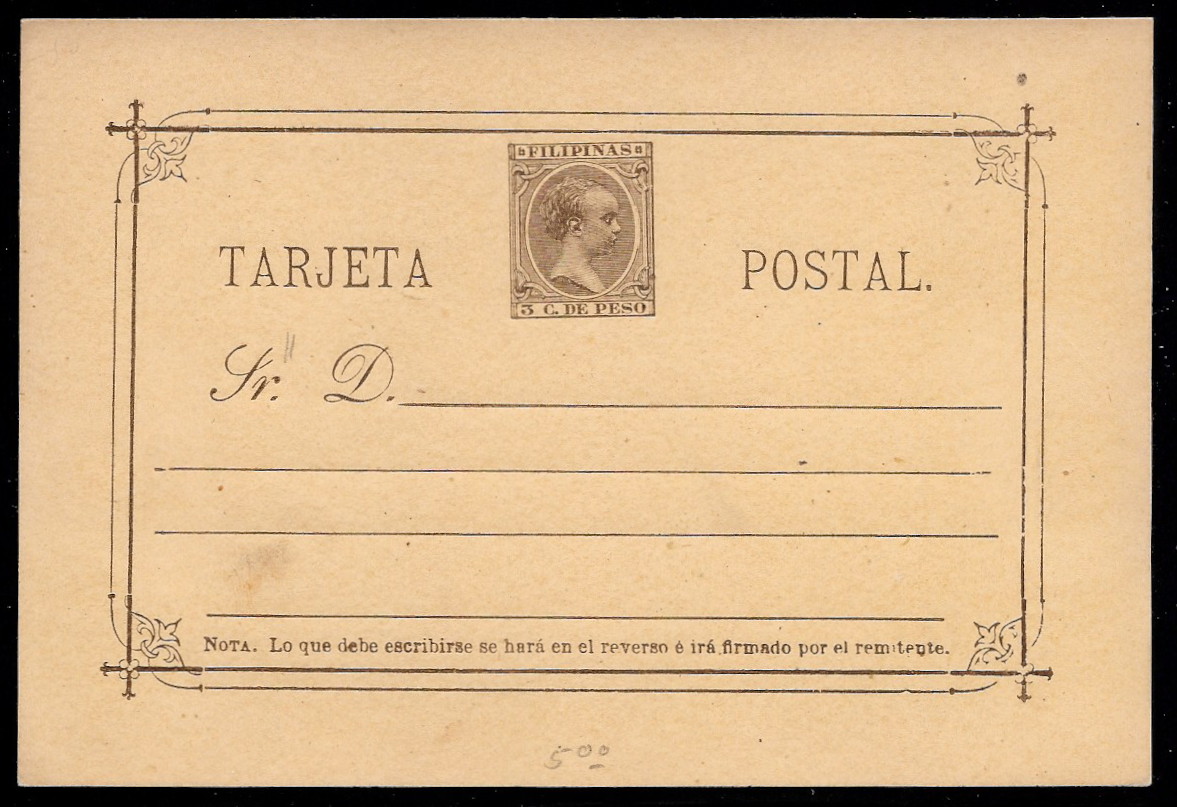 FILIPINAS
TARJETA POSTAL.
3 C. DE PESO
Sr. D.
NOTA. Lo que debe escribirse se hará en el reverso é irá firmado por el remitente.
5 00